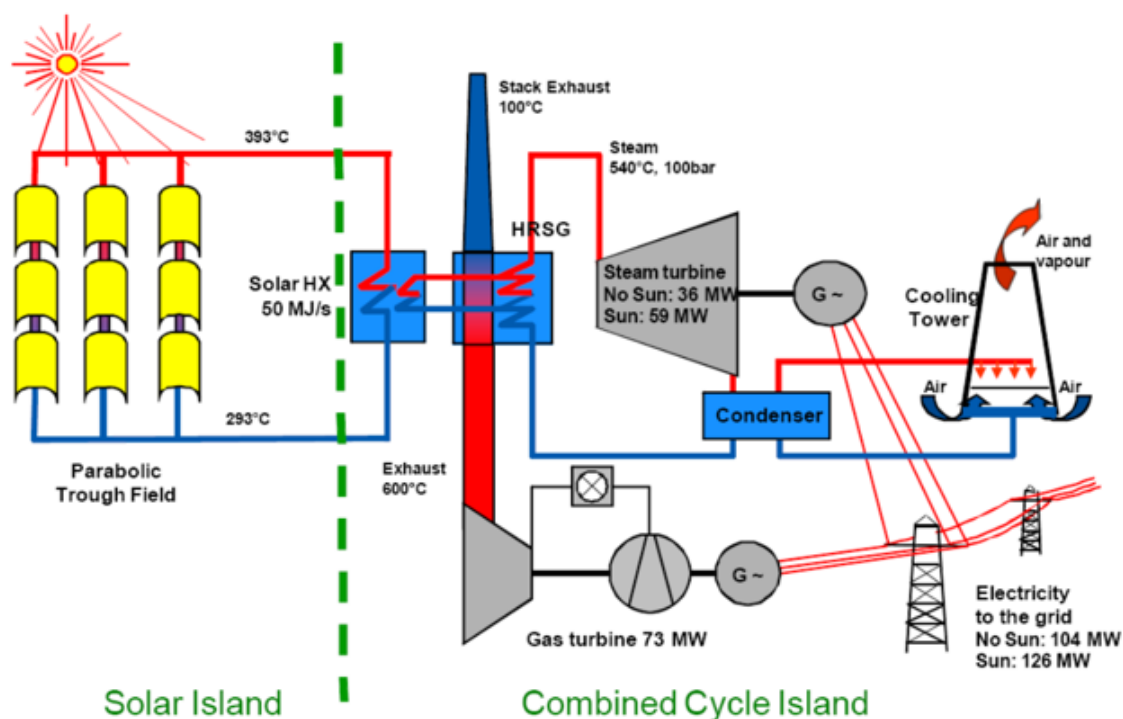 Stack Exhaust
100°C
393°C
Steam
540°C, 100bar
HRSG
Air and
vapour
Solar HX
50 MJ/s
Steam turbine
No Sun: 36 MW
Sun: 59 MW
G ~
Cooling
Tower
Air
Air
Condenser
293°C
Parabolic
Trough Field
Exhaust
600°C
G ~
Gas turbine 73 MW
Electricity
to the grid
No Sun: 104 MW
Sun: 126 MW
Solar Island
Combined Cycle Island